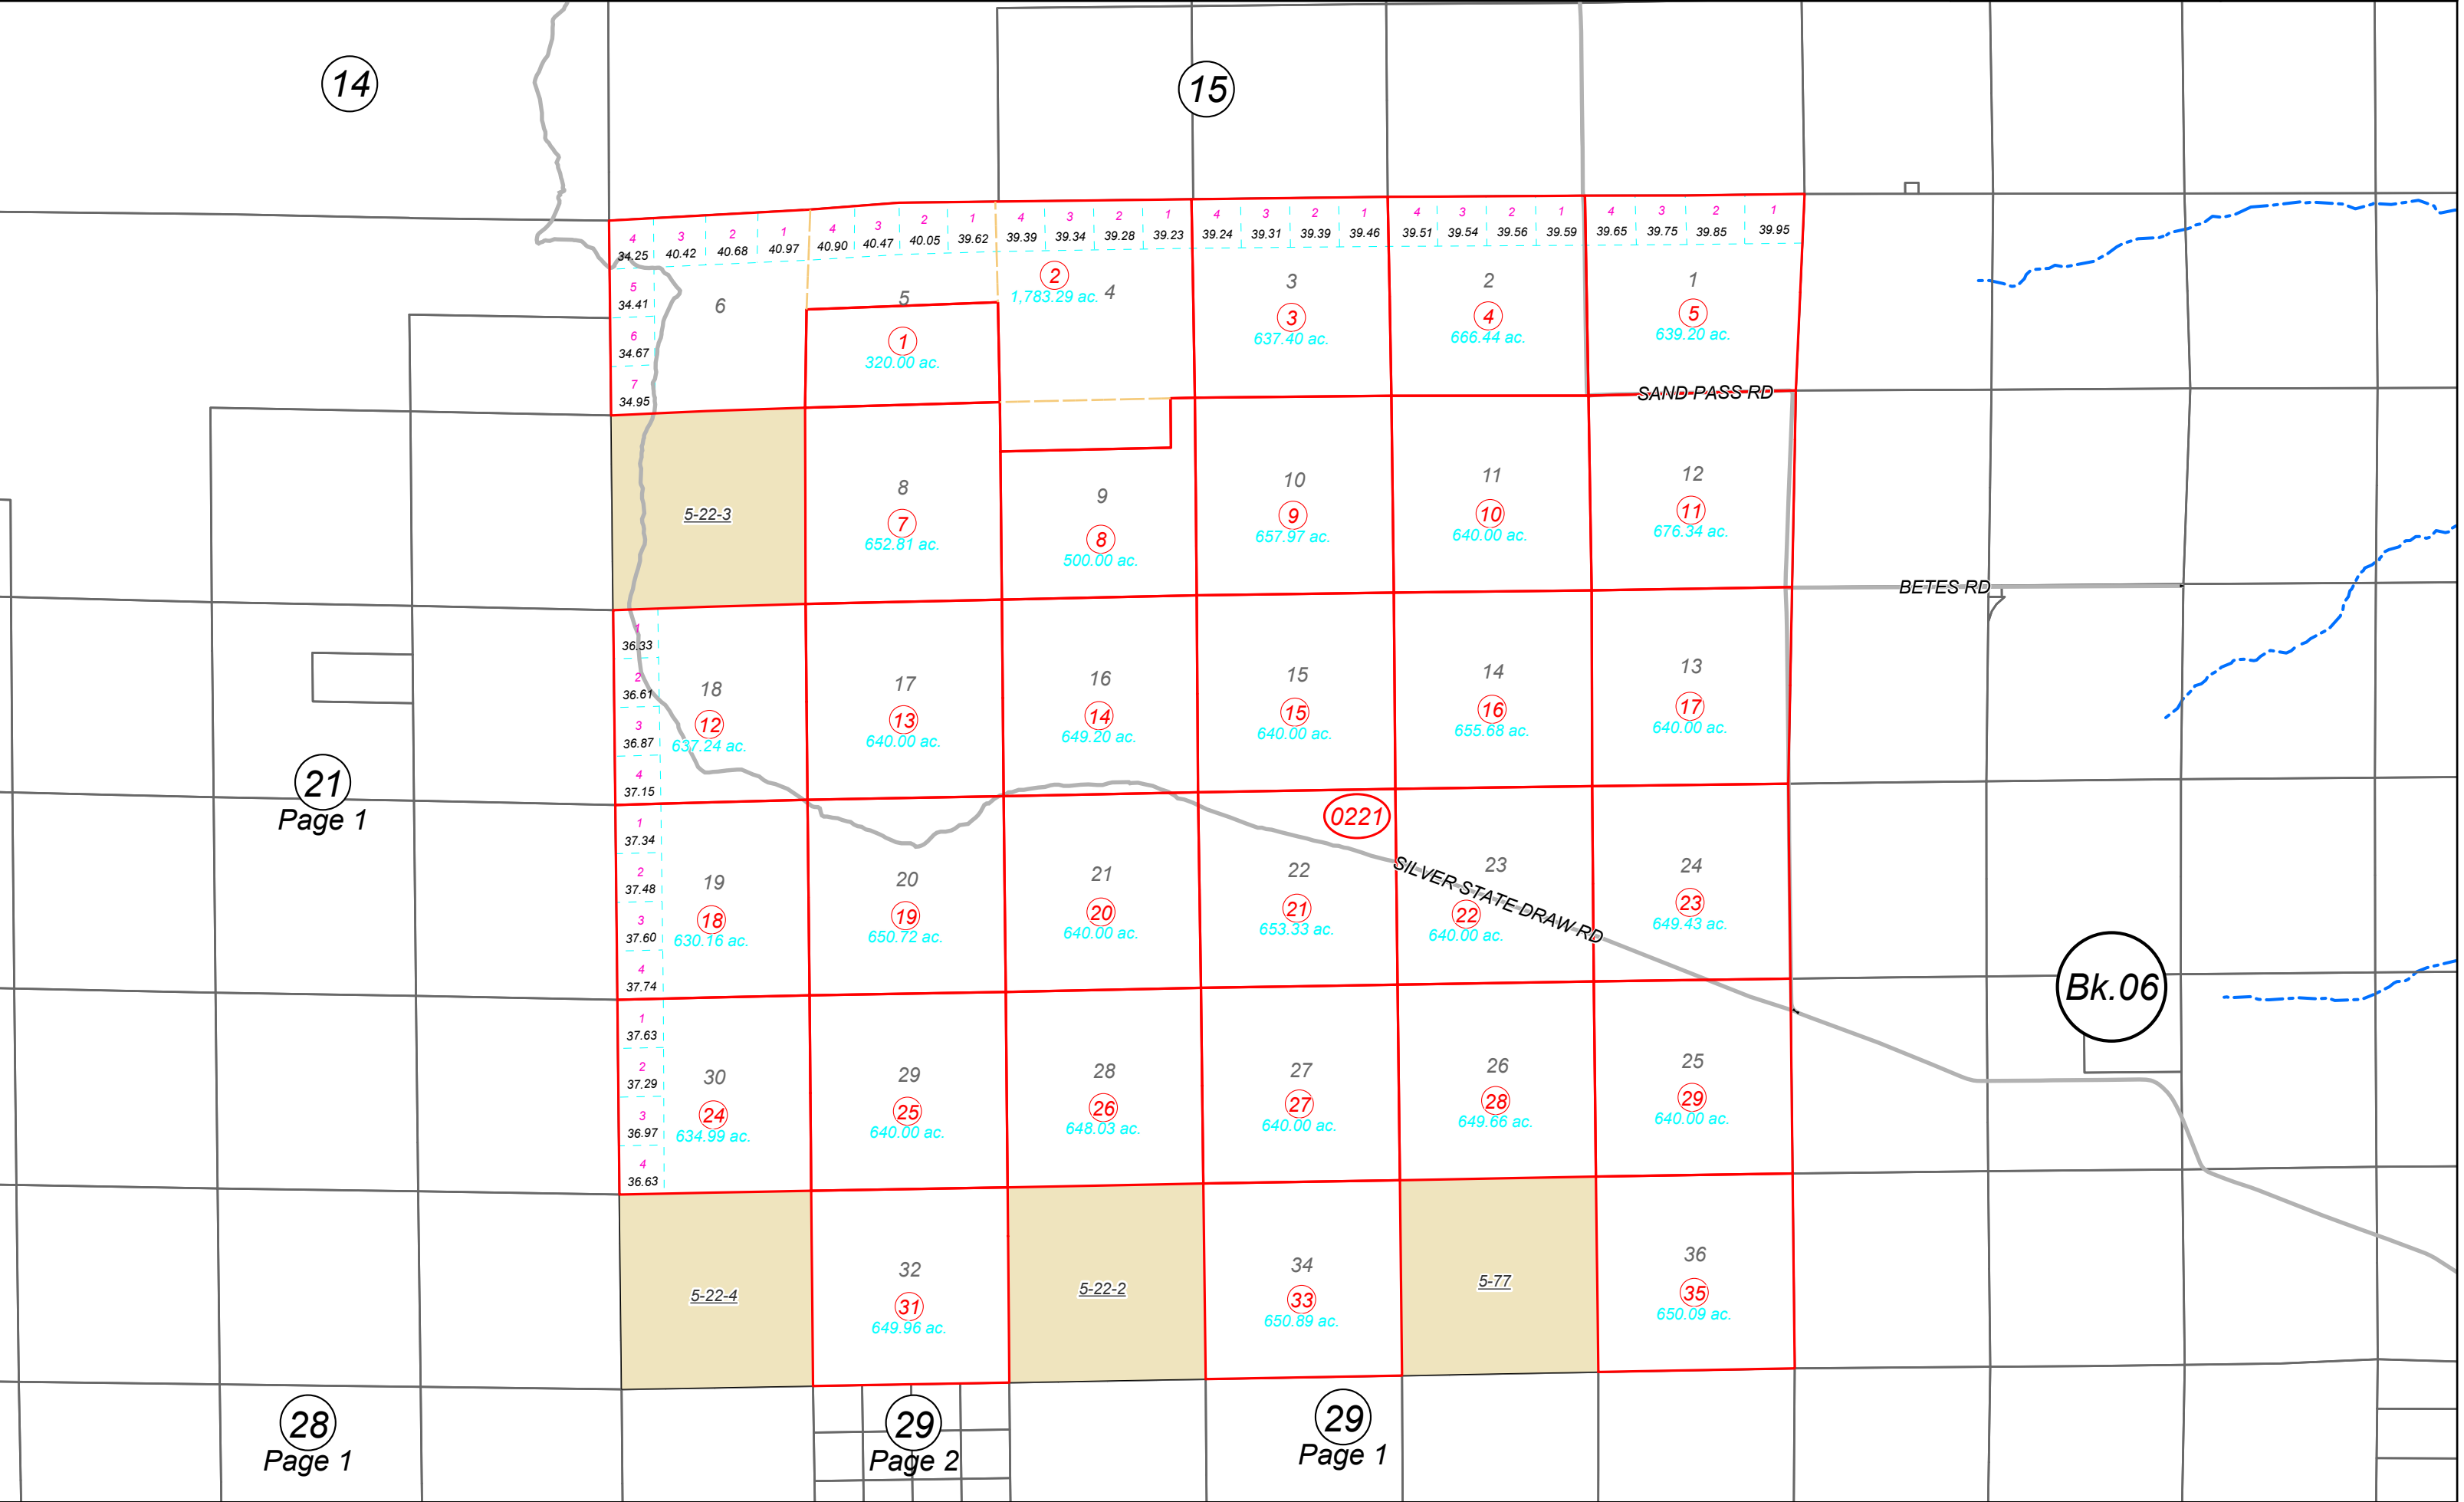 14
15
4 3 2 1 4 3 2 1 4 3 2 1 4 3 2 1 4 3 2 1 4 3 2 1
34.25 40.42 40.68 40.97 40.90 40.47 40.05 39.62 39.39 39.34 39.28 39.23 39.24 39.31 39.39 39.46 39.51 39.54 39.56 39.59 39.65 39.75 39.85 39.95
5
34.41
6
34.67
7
34.95
6
5
1
320.00 ac.
2
1,783.29 ac. 4
3
3
637.40 ac.
2
4
666.44 ac.
1
5
639.20 ac.
SAND PASS RD
5-22-3
8
7
652.81 ac.
9
8
500.00 ac.
10
9
657.97 ac.
11
10
640.00 ac.
12
11
676.34 ac.
BETES RD
1
36.33
2
36.61
3
36.87
4
37.15
18
12
637.24 ac.
17
13
640.00 ac.
16
14
649.20 ac.
15
15
640.00 ac.
14
16
655.68 ac.
13
17
640.00 ac.
21
Page 1
0221
1
37.34
2
37.48
3
37.60
4
37.74
19
18
630.16 ac.
20
19
650.72 ac.
21
20
640.00 ac.
22
21
653.33 ac.
SILVER STATE DRAW RD
23
22
640.00 ac.
24
23
649.43 ac.
Bk.06
1
37.63
2
37.29
3
36.97
4
36.63
30
24
634.99 ac.
29
25
640.00 ac.
28
26
648.03 ac.
27
27
640.00 ac.
26
28
649.66 ac.
25
29
640.00 ac.
5-22-4
32
31
649.96 ac.
5-22-2
34
33
650.89 ac.
5-77
36
35
650.09 ac.
28
Page 1
29
Page 2
29
Page 1